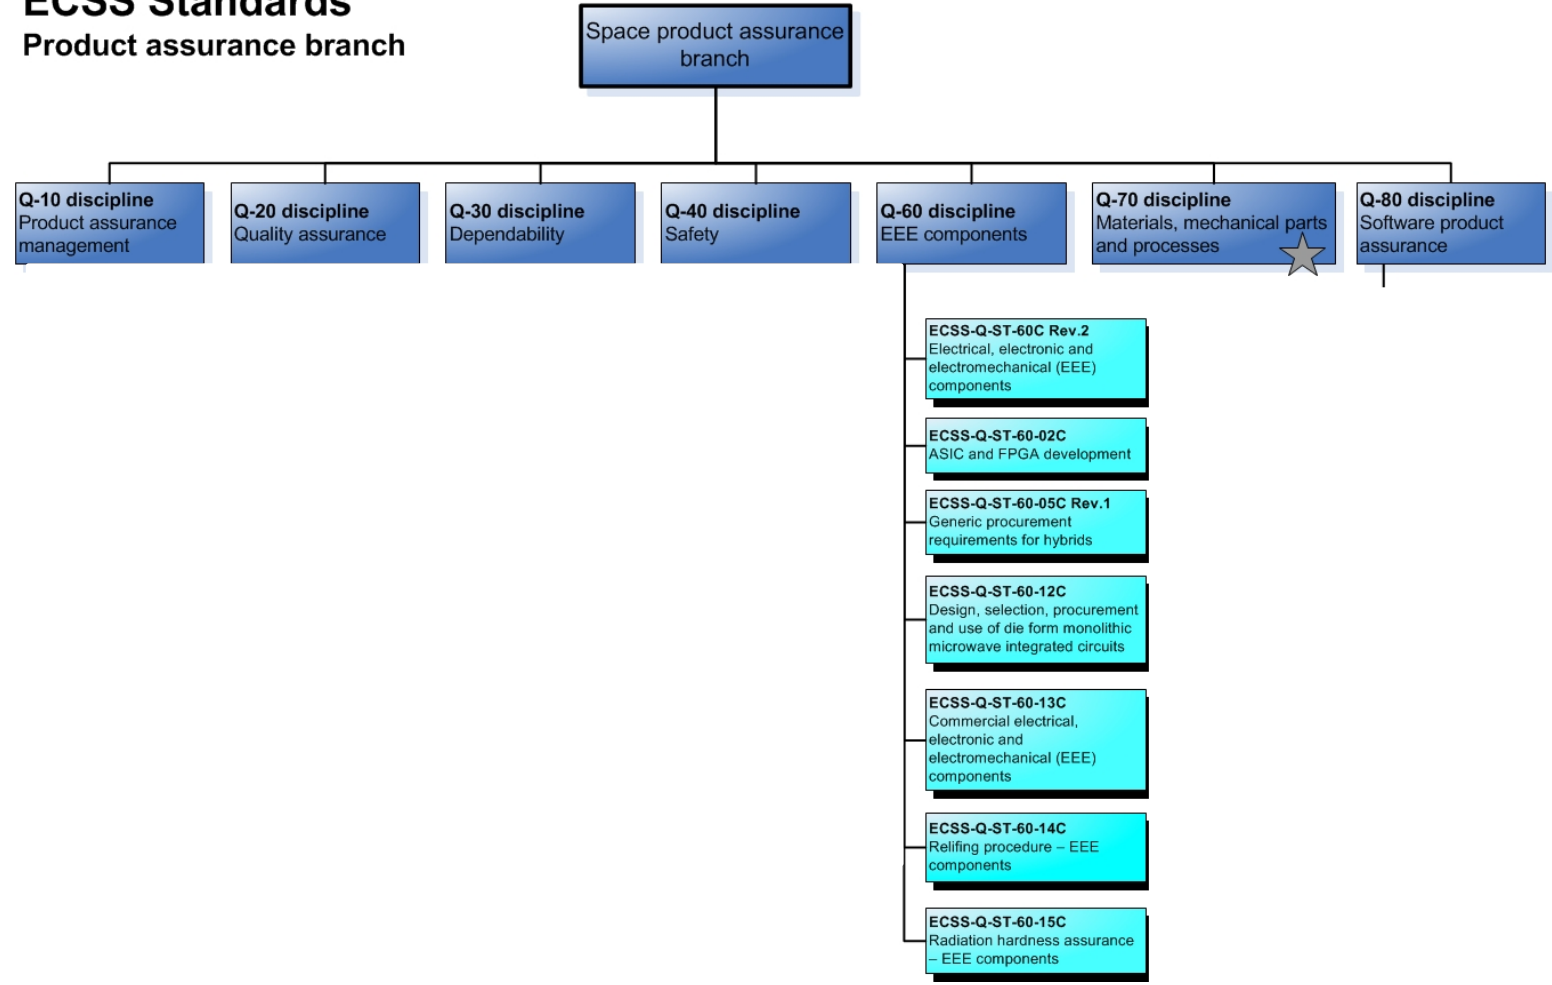 ECSS Standards
Product assurance branch
Space product assurance
branch
Q-10 discipline
Product assurance
management
Q-20 discipline
Quality assurance
Q-30 discipline
Dependability
Q-40 discipline
Safety
Q-60 discipline
EEE components
Q-70 discipline
Materials, mechanical parts
and processes
Q-80 discipline
Software product
assurance
ECSS-Q-ST-60C Rev.2
Electrical, electronic and
electromechanical (EEE)
components
ECSS-Q-ST-60-02C
ASIC and FPGA development
ECSS-Q-ST-60-05C Rev.1
Generic procurement
requirements for hybrids
ECSS-Q-ST-60-12C
Design, selection, procurement
and use of die form monolithic
microwave integrated circuits
ECSS-Q-ST-60-13C
Commercial electrical,
electronic and
electromechanical (EEE)
components
ECSS-Q-ST-60-14C
Relifing procedure – EEE
components
ECSS-Q-ST-60-15C
Radiation hardness assurance
– EEE components